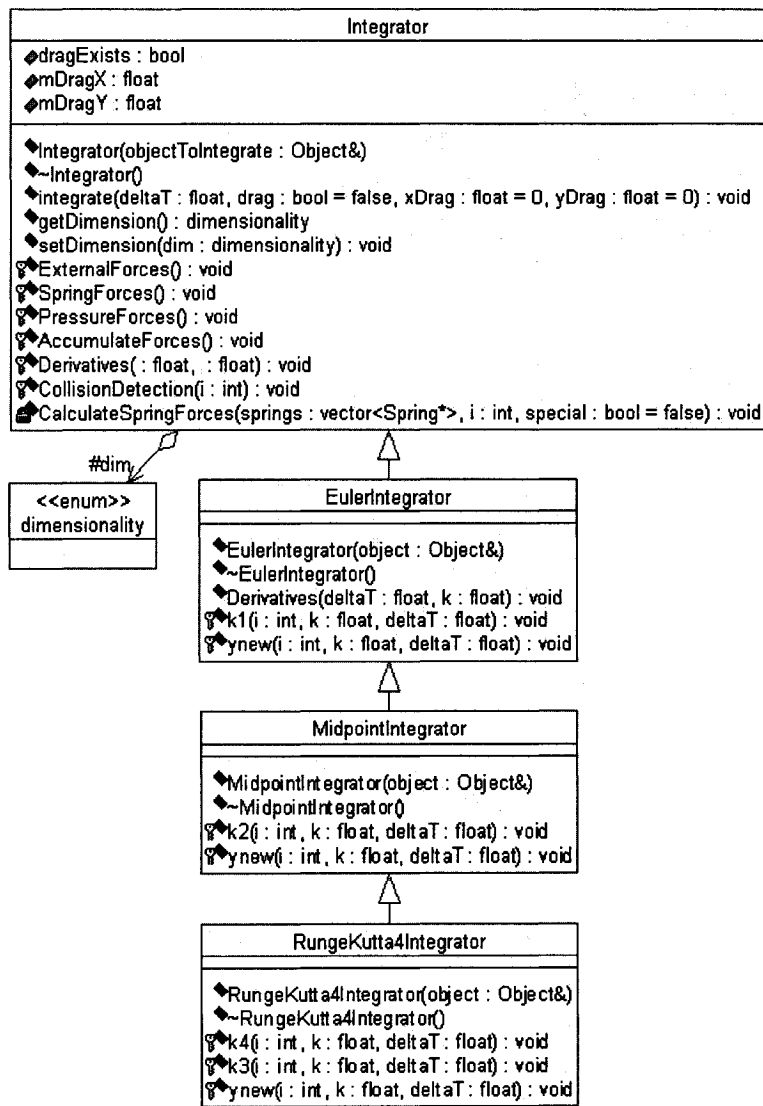 Integrator
dragExists : bool
mDragX : float
mDragY : float
Integrator(objectToIntegrate : Object&)
~Integrator()
integrate(deltaT : float, drag : bool = false, xDrag : float = 0, yDrag : float = 0) : void
getDimension() : dimensionality
setDimension(dim : dimensionality) : void
ExternalForces() : void
SpringForces() : void
PressureForces() : void
AccumulateForces() : void
Derivatives( : float, : float) : void
CollisionDetection(i : int) : void
CalculateSpringForces(springs : vector<Spring*>, i : int, special : bool = false) : void
#dim
<<enum>>
dimensionality
EulerIntegrator
EulerIntegrator(object : Object&)
~EulerIntegrator()
Derivatives(deltaT : float, k : float) : void
k1(i : int, k : float, deltaT : float) : void
ynew(i : int, k : float, deltaT : float) : void
MidpointIntegrator
MidpointIntegrator(object : Object&)
~MidpointIntegrator()
k2(i : int, k : float, deltaT : float) : void
ynew(i : int, k : float, deltaT : float) : void
RungeKutta4Integrator
RungeKutta4Integrator(object : Object&)
~RungeKutta4Integrator()
k4(i : int, k : float, deltaT : float) : void
k3(i : int, k : float, deltaT : float) : void
ynew(i : int, k : float, deltaT : float) : void